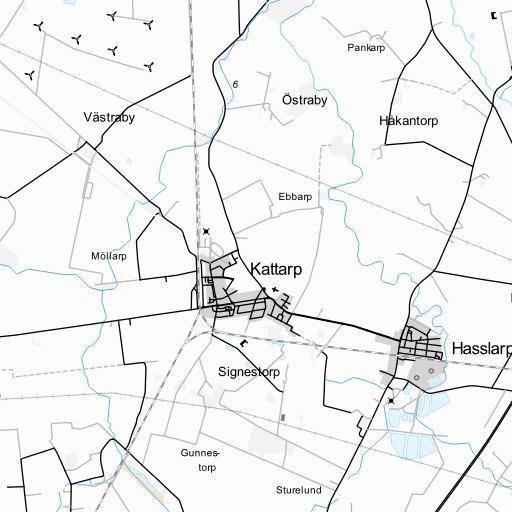 Pankarp
6
Östraby
Västraby
Håkantorp
Ebbarp
Möllarp
Kattarp
Hasslarp
Signestorp
Gunnes-
torp
Sturelund